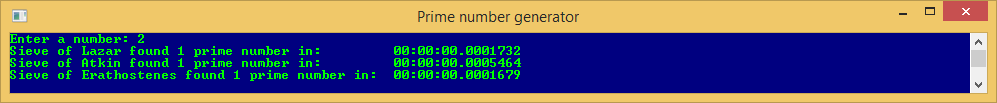 Prime number generator
Enter a number: 2
Sieve of Lazar found 1 prime number in: 00:00:00.0001732
Sieve of Atkin found 1 prime number in: 00:00:00.0005464
Sieve of Erathostenes found 1 prime number in: 00:00:00.0001679